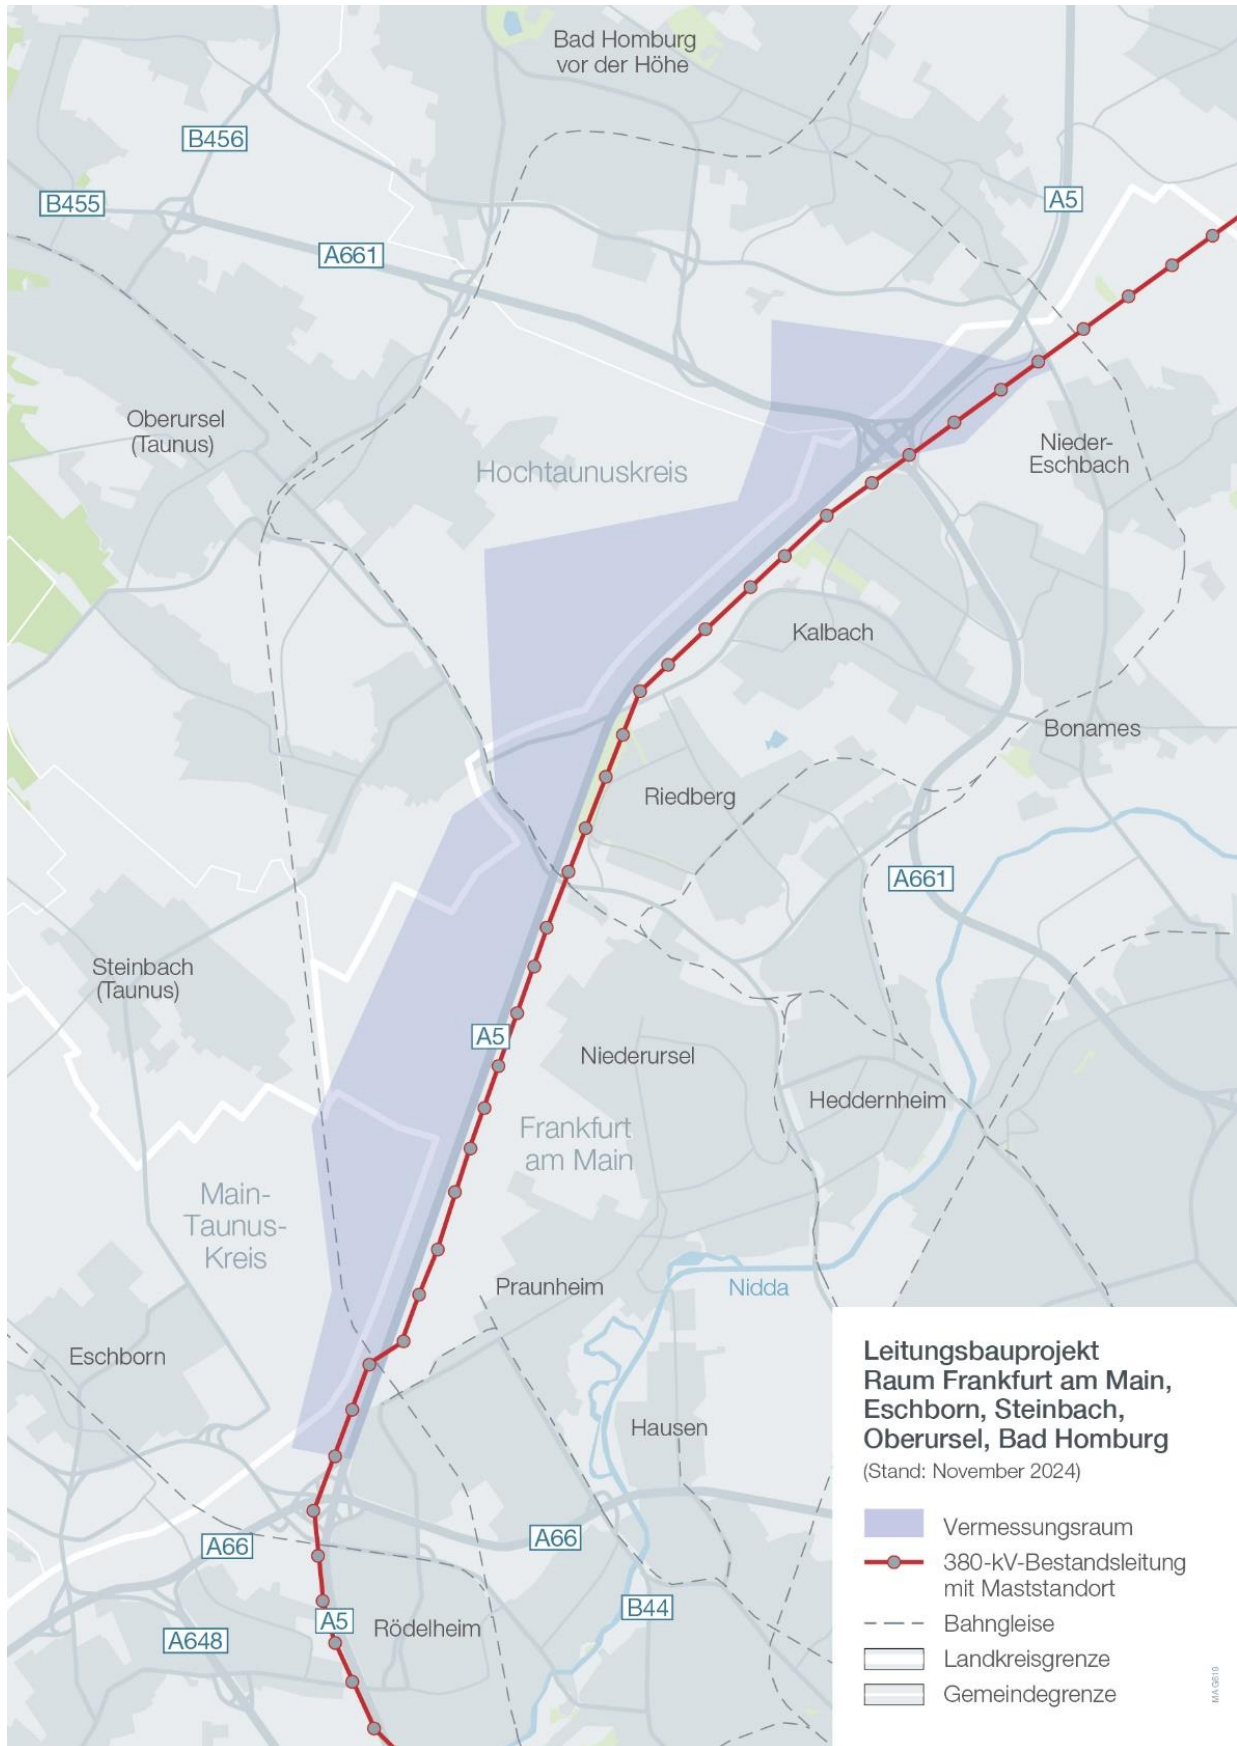 Bad Homburg
vor der Höhe
B456
B455
A5
A661
Oberursel
(Taunus)
Nieder-
Eschbach
Hochtaunuskreis
Kalbach
Bonames
Riedberg
A661
Steinbach
(Taunus)
A5
Niederursel
Heddernheim
Frankfurt
am Main
Main-
Taunus-
Kreis
Praunheim
Nidda
Eschborn
Hausen
A66
A66
B44
A5
Rödelheim
A648
Leitungsbauprojekt
Raum Frankfurt am Main,
Eschborn, Steinbach,
Oberursel, Bad Homburg
(Stand: November 2024)
Vermessungsraum
380-kV-Bestandsleitung
mit Maststandort
Bahngleise
Landkreisgrenze
Gemeindegrenze